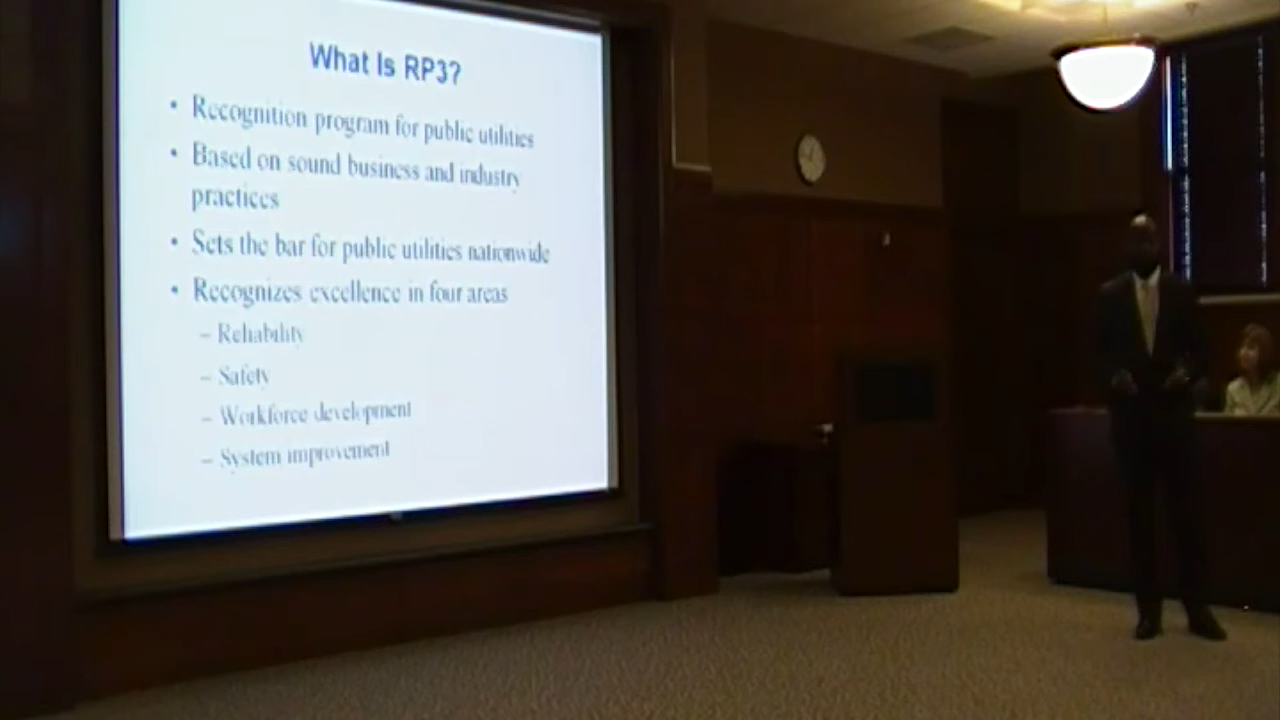 What Is RP3?
• Recognition program for public utilities
• Based on sound business and industry
practices
• Sets the bar for public utilities nationwide
• Recognizes excellence in four areas
– Reliability
– Safety
– Workforce development
– System improvement